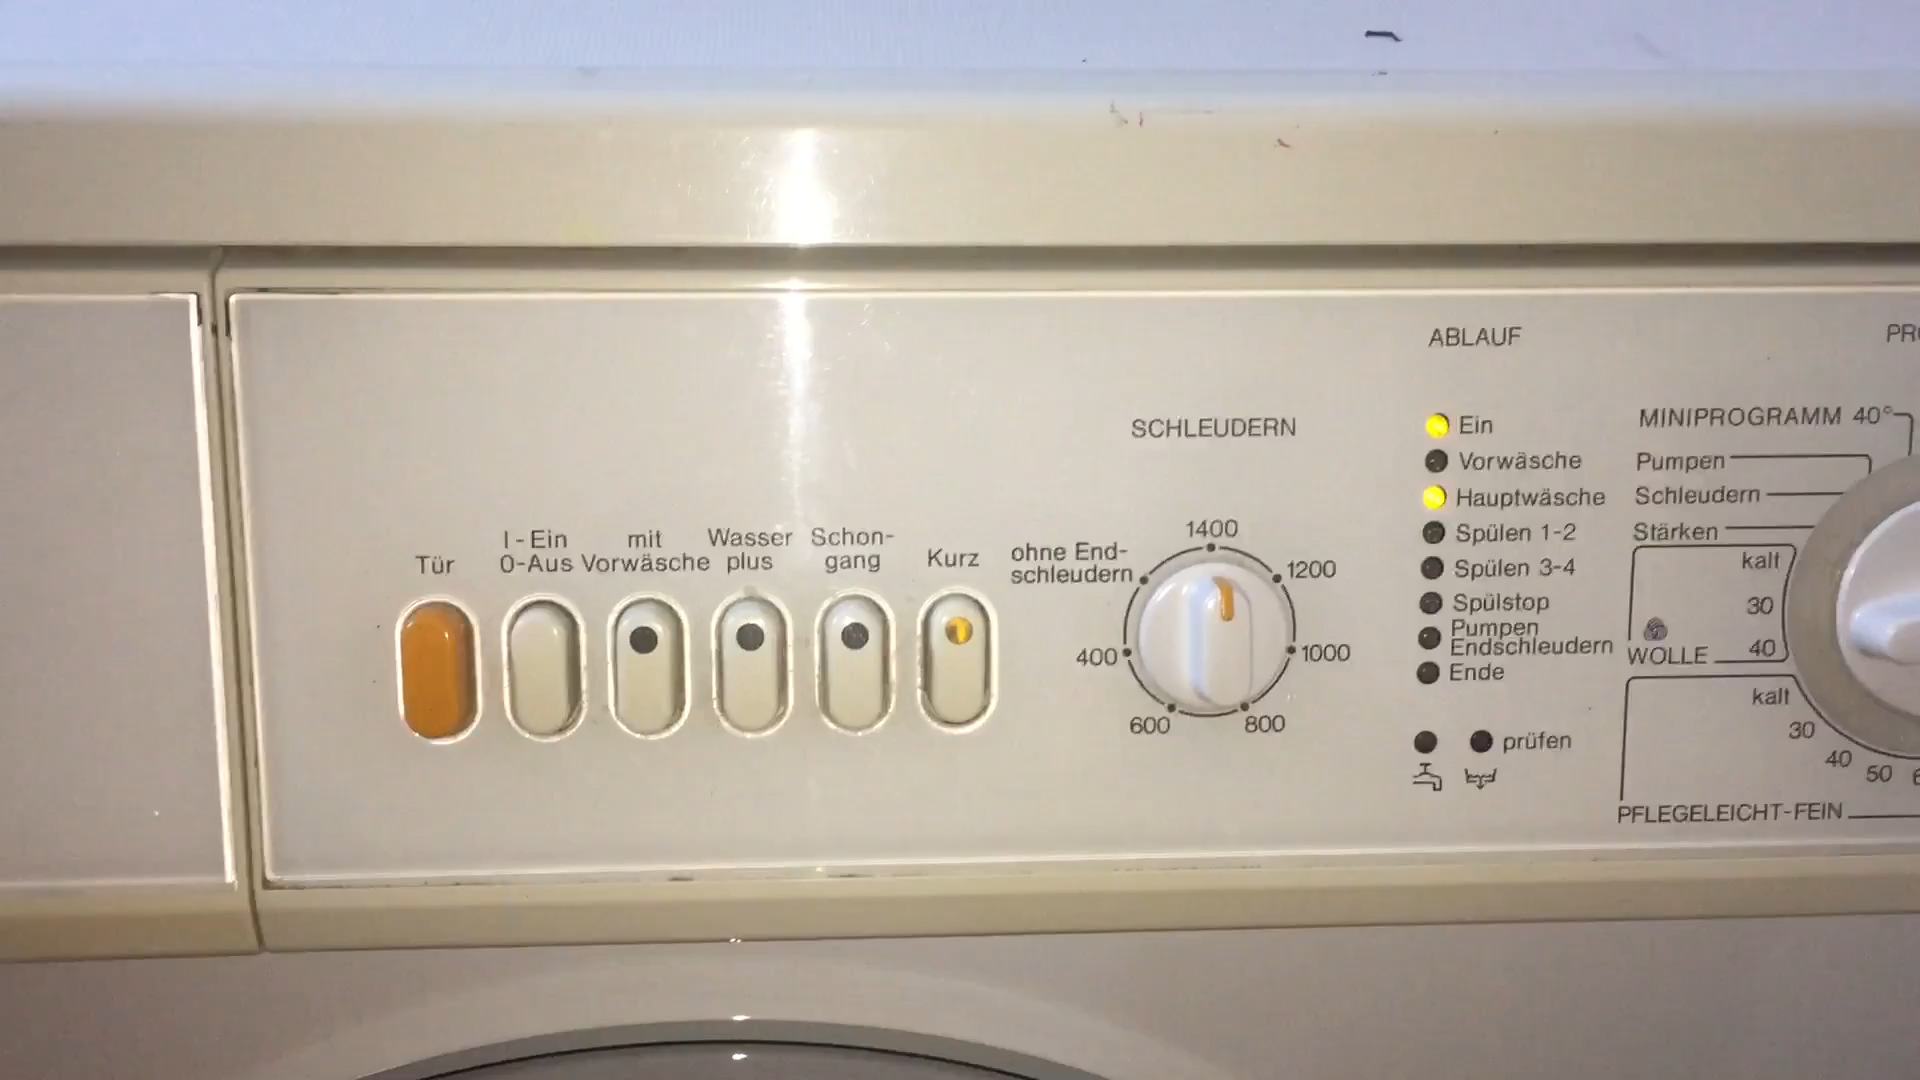 Tür
I-Ein
0-Aus
mit
Vorwäsche
Wasser
plus
Schon-
gang
Kurz
SCHLEUDERN
ohne End-
schleudern
1400
1200
1000
800
600
400
ABLAUF
Ein
Vorwäsche
Hauptwäsche
Spülen 1-2
Spülen 3-4
Spülstop
Pumpen
Endschleudern
Ende
prüfen
MINIPROGRAMM 40°
Pumpen
Schleudern
Stärken
kalt
30
40
WOLLE
kalt
30
40
50
PFLEGELEICHT-FEIN